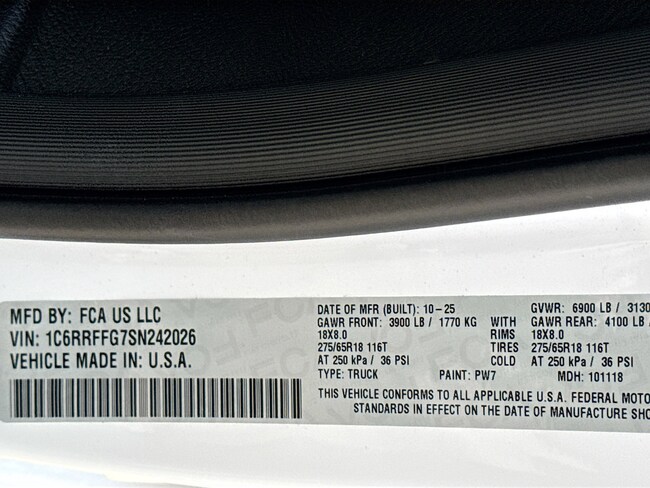 MFD BY: FCA US LLC
VIN: 1C6RRFFG7SN242026
VEHICLE MADE IN: U.S.A.
DATE OF MFR (BUILT): 10-25 GVWR: 6900 LB / 3130
GAWR FRONT: 3900 LB / 1770 KG WITH GAWR REAR: 4100 LB
18X8.0 RIMS 18X8.0
275/65R18 116T TIRES 275/65R18 116T
AT 250 kPa / 36 PSI COLD AT 250 kPa / 36 PSI
TYPE: TRUCK PAINT: PW7 MDH: 101118
THIS VEHICLE CONFORMS TO ALL APPLICABLE U.S.A. FEDERAL MOTO
STANDARDS IN EFFECT ON THE DATE OF MANUFACTURE SHO